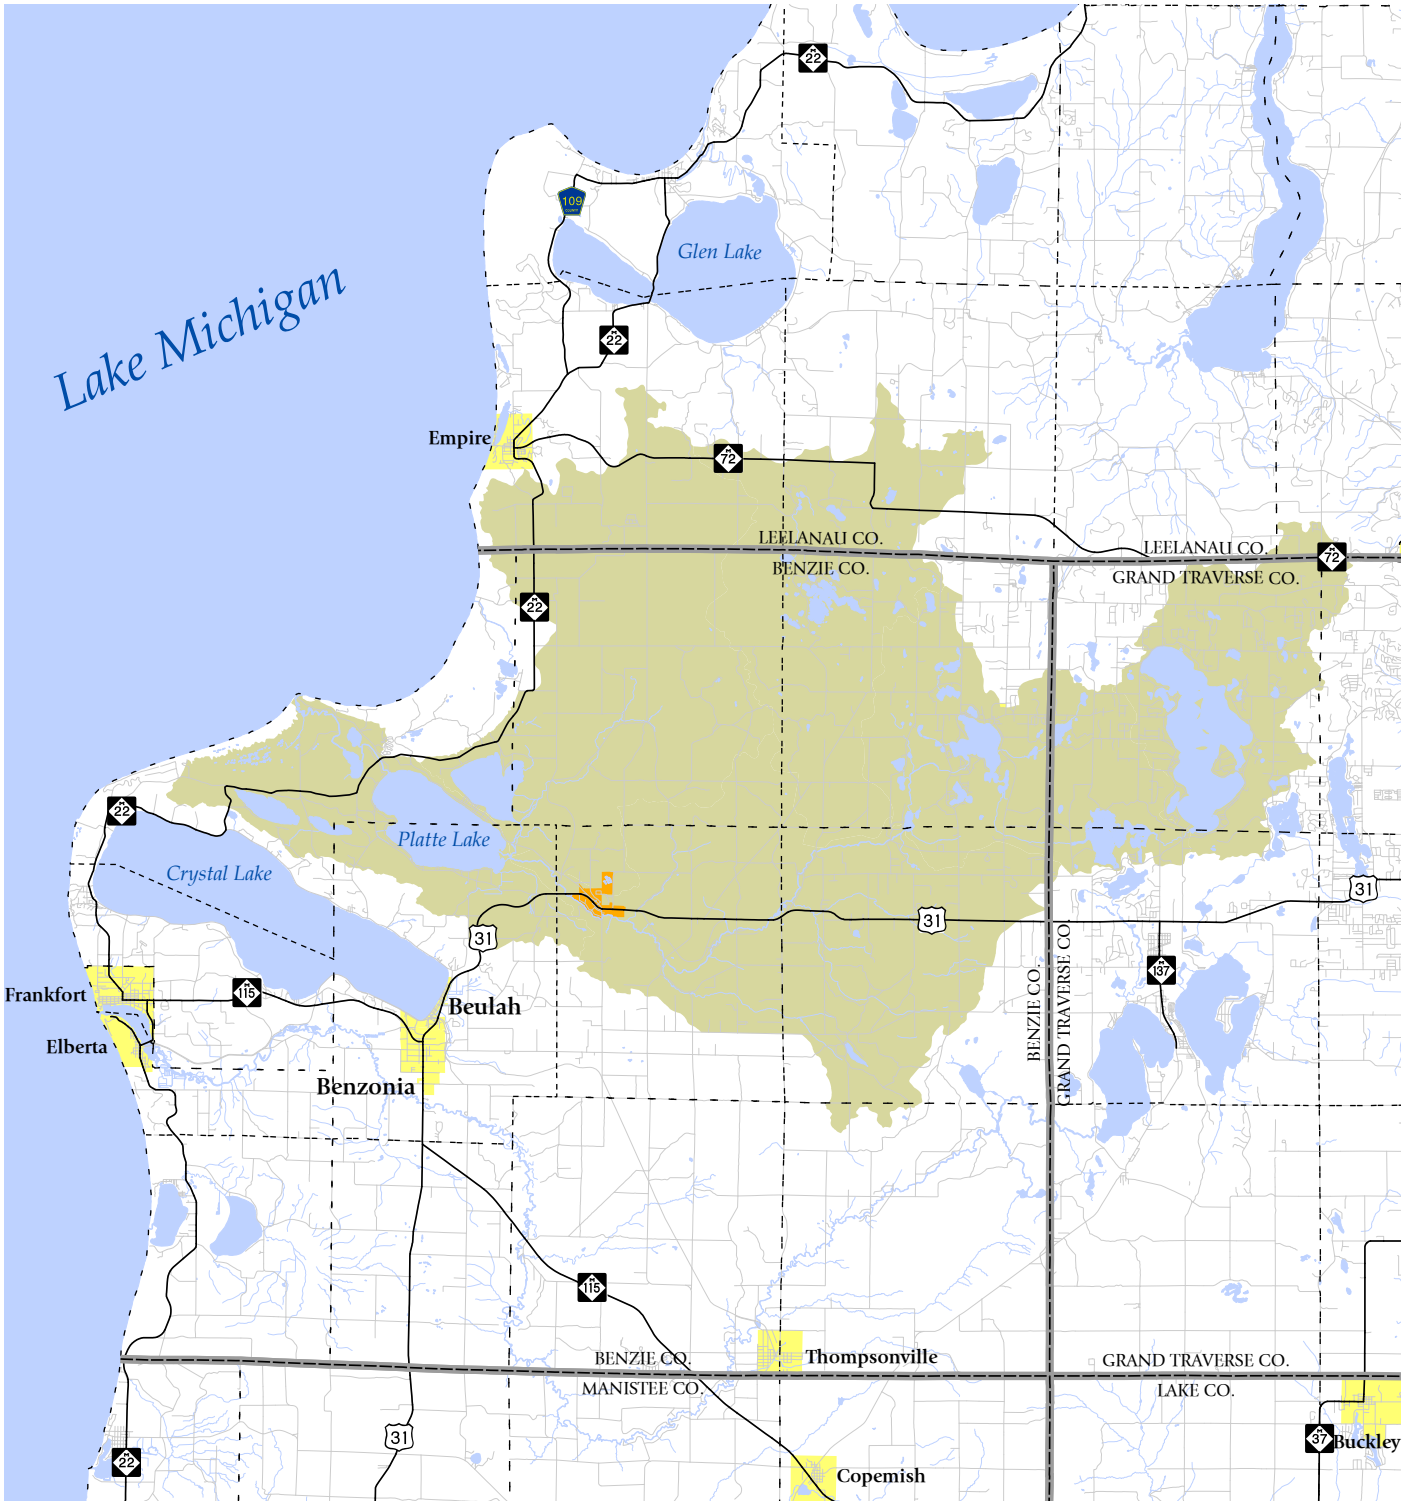 M
22
109
Glen Lake
Lake Michigan
M
22
Empire
M
72
LEELANAU CO.
LEELANAU CO.
BENZIE CO.
M
72
GRAND TRAVERSE CO.
M
22
M
22
Platte Lake
Crystal Lake
31
31
31
BENZIE CO.
GRAND TRAVERSE CO.
M
137
Frankfort
M
115
Beulah
Elberta
Benzonia
M
115
BENZIE CO.
Thompsonville
GRAND TRAVERSE CO.
MANISTEE CO.
LAKE CO.
31
M
37
Buckley
M
22
Copemish